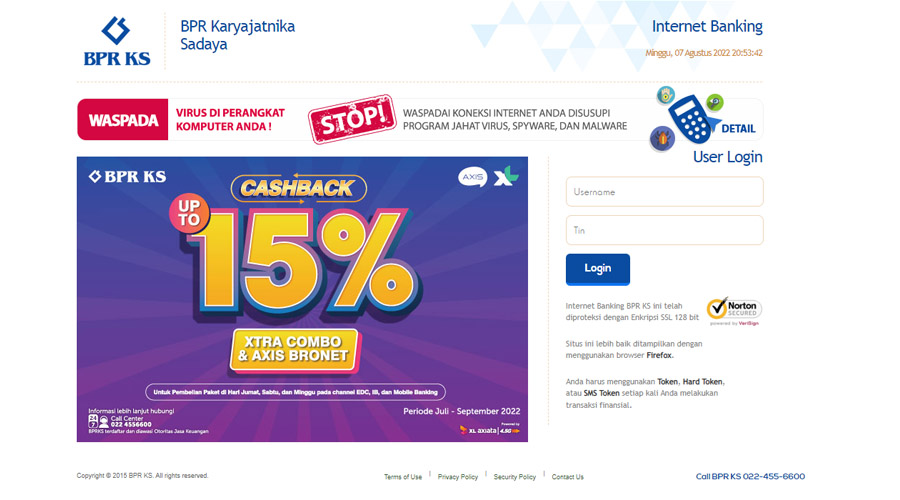 BPR KS
BPR Karyajatnika
Sadaya
Internet Banking
Minggu, 07 Agustus 2022 20:53:42
WASPADA
VIRUS DI PERANGKAT
KOMPUTER ANDA !
STOP!
WASPADAI KONEKSI INTERNET ANDA DISUSUPI
PROGRAM JAHAT VIRUS, SPYWARE, DAN MALWARE
DETAIL
User Login
BPR KS
AXIS
XL
CASHBACK
UP
TO
15%
XTRA COMBO
& AXIS BRONET
Untuk Pembelian Paket di Hari Jumat, Sabtu, dan Minggu pada channel EDC, IB, dan Mobile Banking
Informasi lebih lanjut hubungi
24
7
Call Center
022 4556600
BPRKS terdaftar dan diawasi Otoritas Jasa Keuangan
Periode Juli - September 2022
Powered by
XL axiata 4.5G
Username
Tin
Login
Internet Banking BPR KS ini telah
diproteksi dengan Enkripsi SSL 128 bit
Norton
SECURED
powered by VeriSign
Situs ini lebih baik ditampilkan dengan
menggunakan browser Firefox.
Anda harus menggunakan Token, Hard Token,
atau SMS Token setiap kali Anda melakukan
transaksi finansial.
Copyright © 2015 BPR KS. All rights reserved.
Terms of Use
Privacy Policy
Security Policy
Contact Us
Call BPR KS 022-455-6600